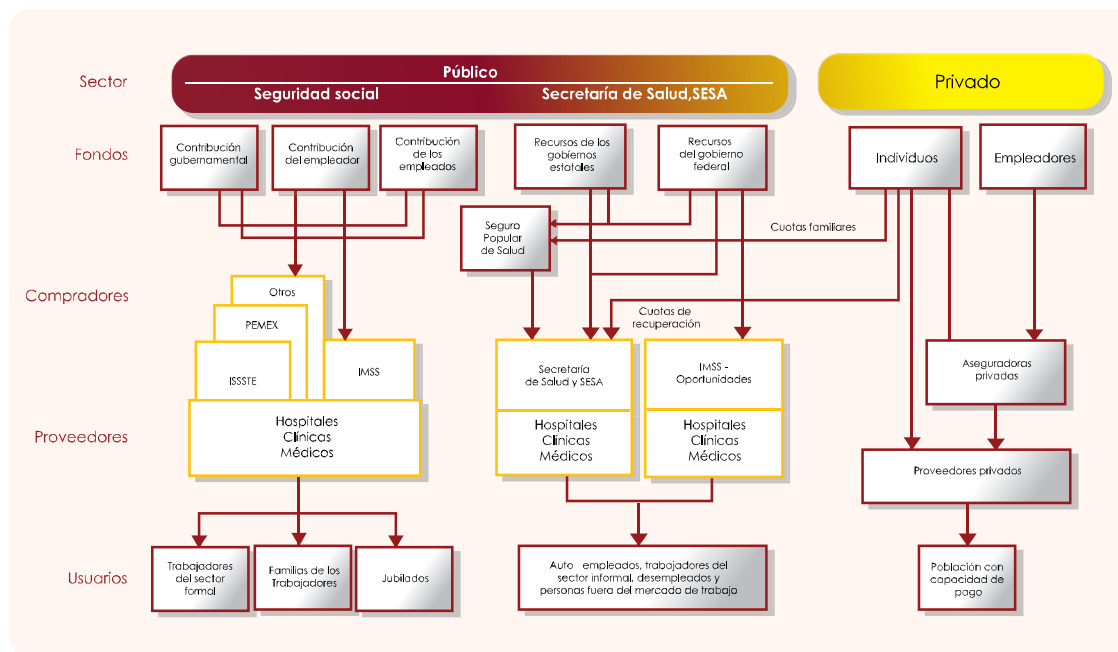 Sector
Público
Seguridad social
Secretaría de Salud,SESA
Privado
Fondos
Contribución
gubernamental
Contribución
del empleador
Contribución
de los
empleados
Recursos de los
gobiernos
estatales
Recursos
del gobierno
federal
Individuos
Empleadores
Seguro
Popular
de Salud
Cuotas familiares
Compradores
Otros
PEMEX
ISSSTE
IMSS
Cuotas de
recuperación
Secretaría
de Salud y SESA
IMSS -
Oportunidades
Aseguradoras
privadas
Proveedores
Hospitales
Clínicas
Médicos
Hospitales
Clínicas
Médicos
Hospitales
Clínicas
Médicos
Proveedores privados
Usuarios
Trabajadores
del sector
formal
Familias de los
Trabajadores
Jubilados
Auto empleados, trabajadores del
sector informal, desempleados y
personas fuera del mercado de trabajo
Población con
capacidad de
pago